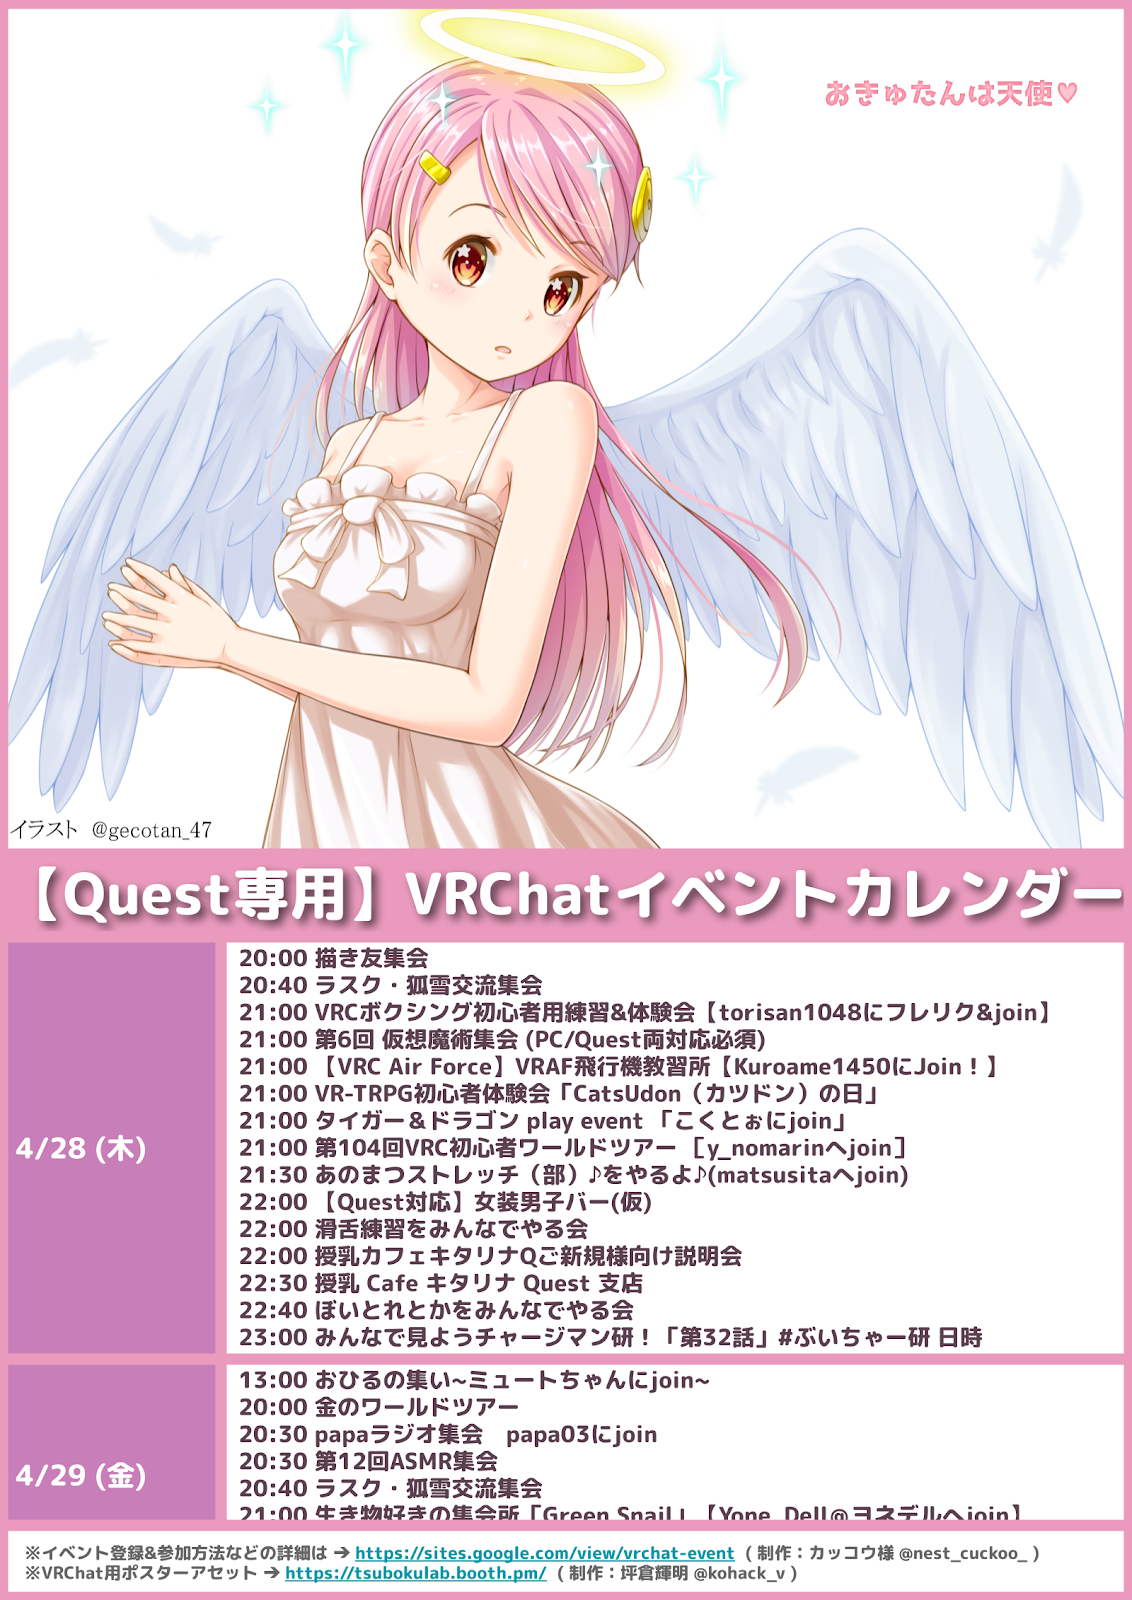 おきゅたんは天使♥
イラスト @gecotan_47
【Quest専用】VRChatイベントカレンダー
4/28 (木)
20:00 描き友集会
20:40 ラスク・狐雪交流集会
21:00 VRCボクシング初心者用練習&体験会【torisan1048にフレリク&join】
21:00 第6回 仮想魔術集会 (PC/Quest両対応必須)
21:00 【VRC Air Force】VRAF飛行機教習所【Kuroame1450にJoin！】
21:00 VR-TRPG初心者体験会「CatsUdon（カツドン）の日」
21:00 タイガー＆ドラゴン play event 「こくとぉにjoin」
21:00 第104回VRC初心者ワールドツアー ［y_nomarinへjoin］
21:30 あのまつストレッチ（部）♪をやるよ♪(matsusitaへjoin)
22:00 【Quest対応】女装男子バー(仮)
22:00 滑舌練習をみんなでやる会
22:00 授乳カフェキタリナQご新規様向け説明会
22:30 授乳 Cafe キタリナ Quest 支店
22:40 ぼいとれとかをみんなでやる会
23:00 みんなで見ようチャージマン研！「第32話」#ぶいちゃー研 日時
4/29 (金)
13:00 おひるの集い~ミュートちゃんにjoin~
20:00 金のワールドツアー
20:30 papaラジオ集会　papa03にjoin
20:30 第12回ASMR集会
20:40 ラスク・狐雪交流集会
21:00 生き物好きの集会所「Green Snail」【Yone_Dell@ヨネデルへjoin】
※イベント登録&参加方法などの詳細は ➔ https://sites.google.com/view/vrchat-event ( 制作：カッコウ様 @nest_cuckoo_ )
※VRChat用ポスターアセット ➔ https://tsubokulab.booth.pm/ ( 制作：坪倉輝明 @kohack_v )